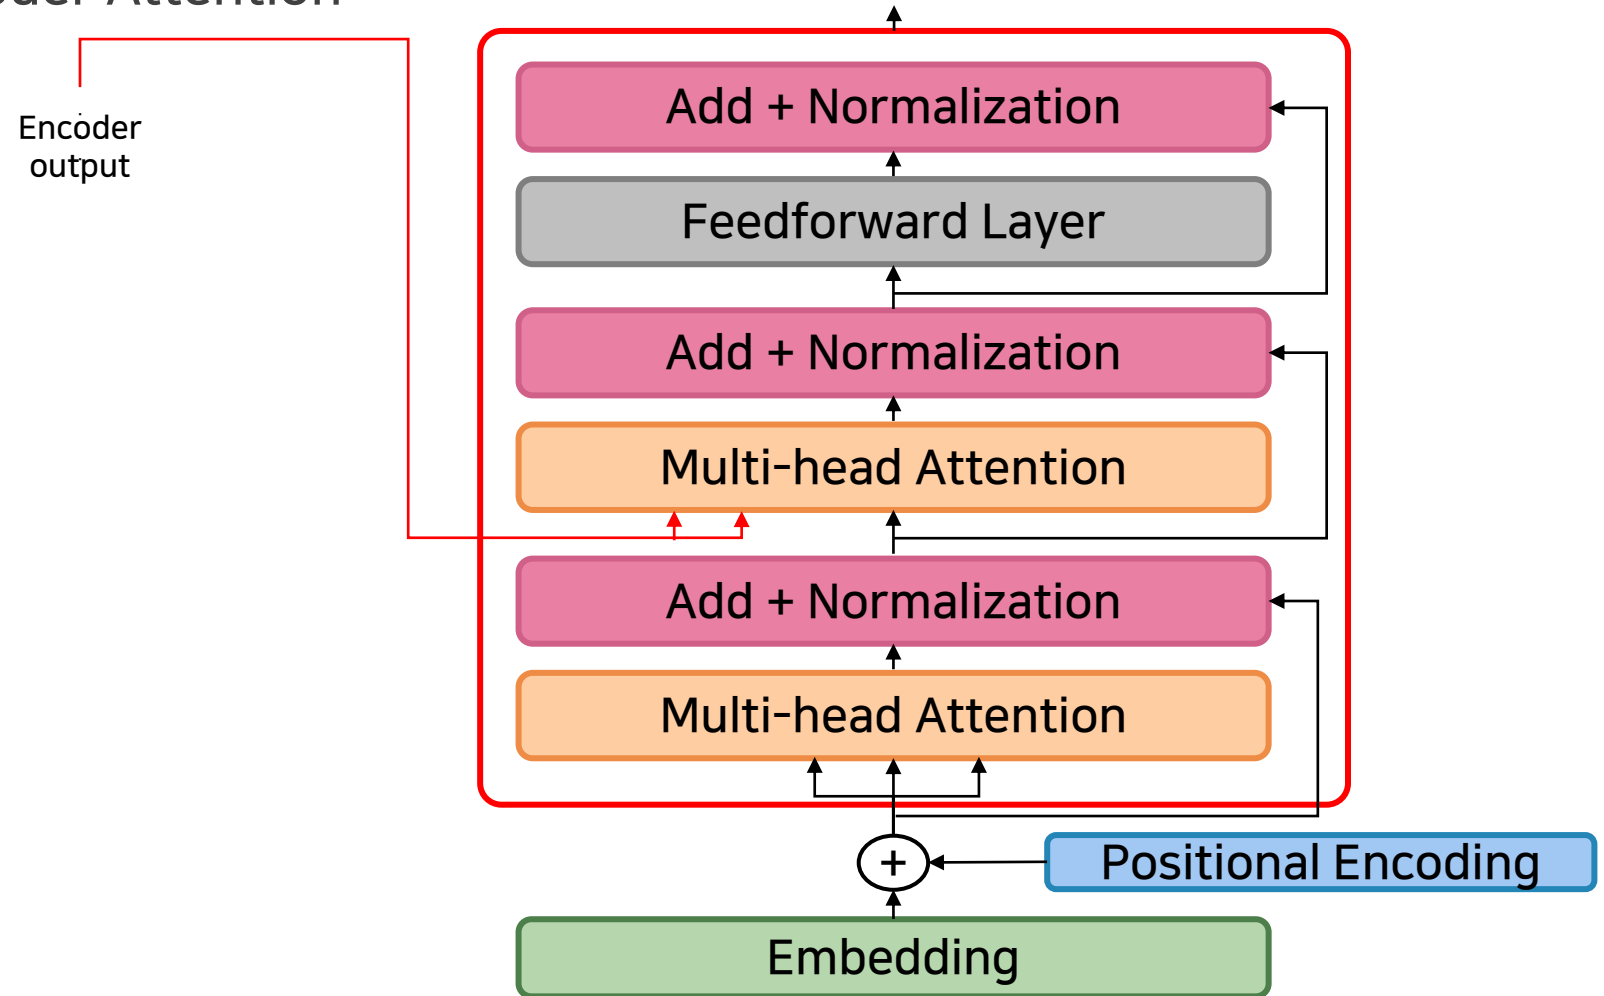 Attention
Encoder
output
Add + Normalization
Feedforward Layer
Add + Normalization
Multi-head Attention
Add + Normalization
Multi-head Attention
+
Positional Encoding
Embedding